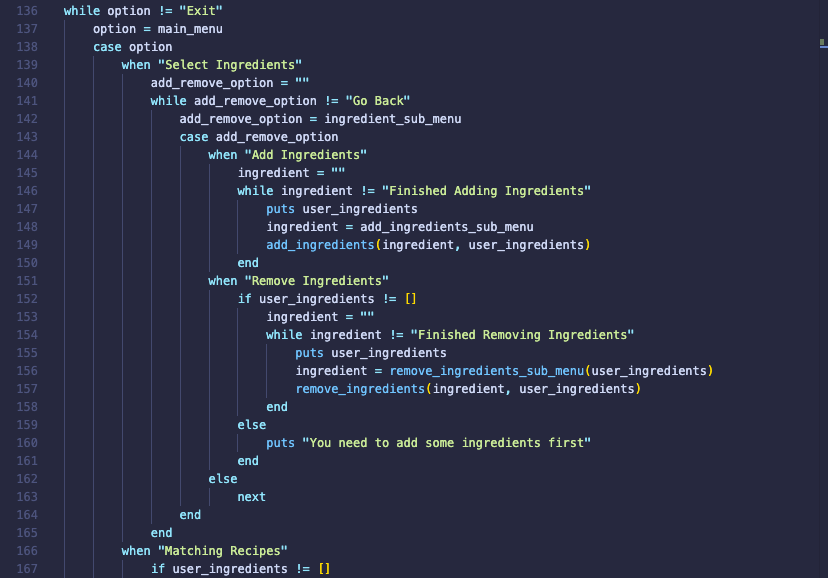 136 while option != "Exit"
137     option = main_menu
138     case option
139         when "Select Ingredients"
140             add_remove_option = ""
141             while add_remove_option != "Go Back"
142                 add_remove_option = ingredient_sub_menu
143                 case add_remove_option
144                     when "Add Ingredients"
145                         ingredient = ""
146                         while ingredient != "Finished Adding Ingredients"
147                             puts user_ingredients
148                             ingredient = add_ingredients_sub_menu
149                             add_ingredients(ingredient, user_ingredients)
150                         end
151                     when "Remove Ingredients"
152                         if user_ingredients != []
153                             ingredient = ""
154                             while ingredient != "Finished Removing Ingredients"
155                                 puts user_ingredients
156                                 ingredient = remove_ingredients_sub_menu(user_ingredients)
157                                 remove_ingredients(ingredient, user_ingredients)
158                             end
159                         else
160                             puts "You need to add some ingredients first"
161                         end
162                     else
163                         next
164                 end
165             end
166         when "Matching Recipes"
167             if user_ingredients != []